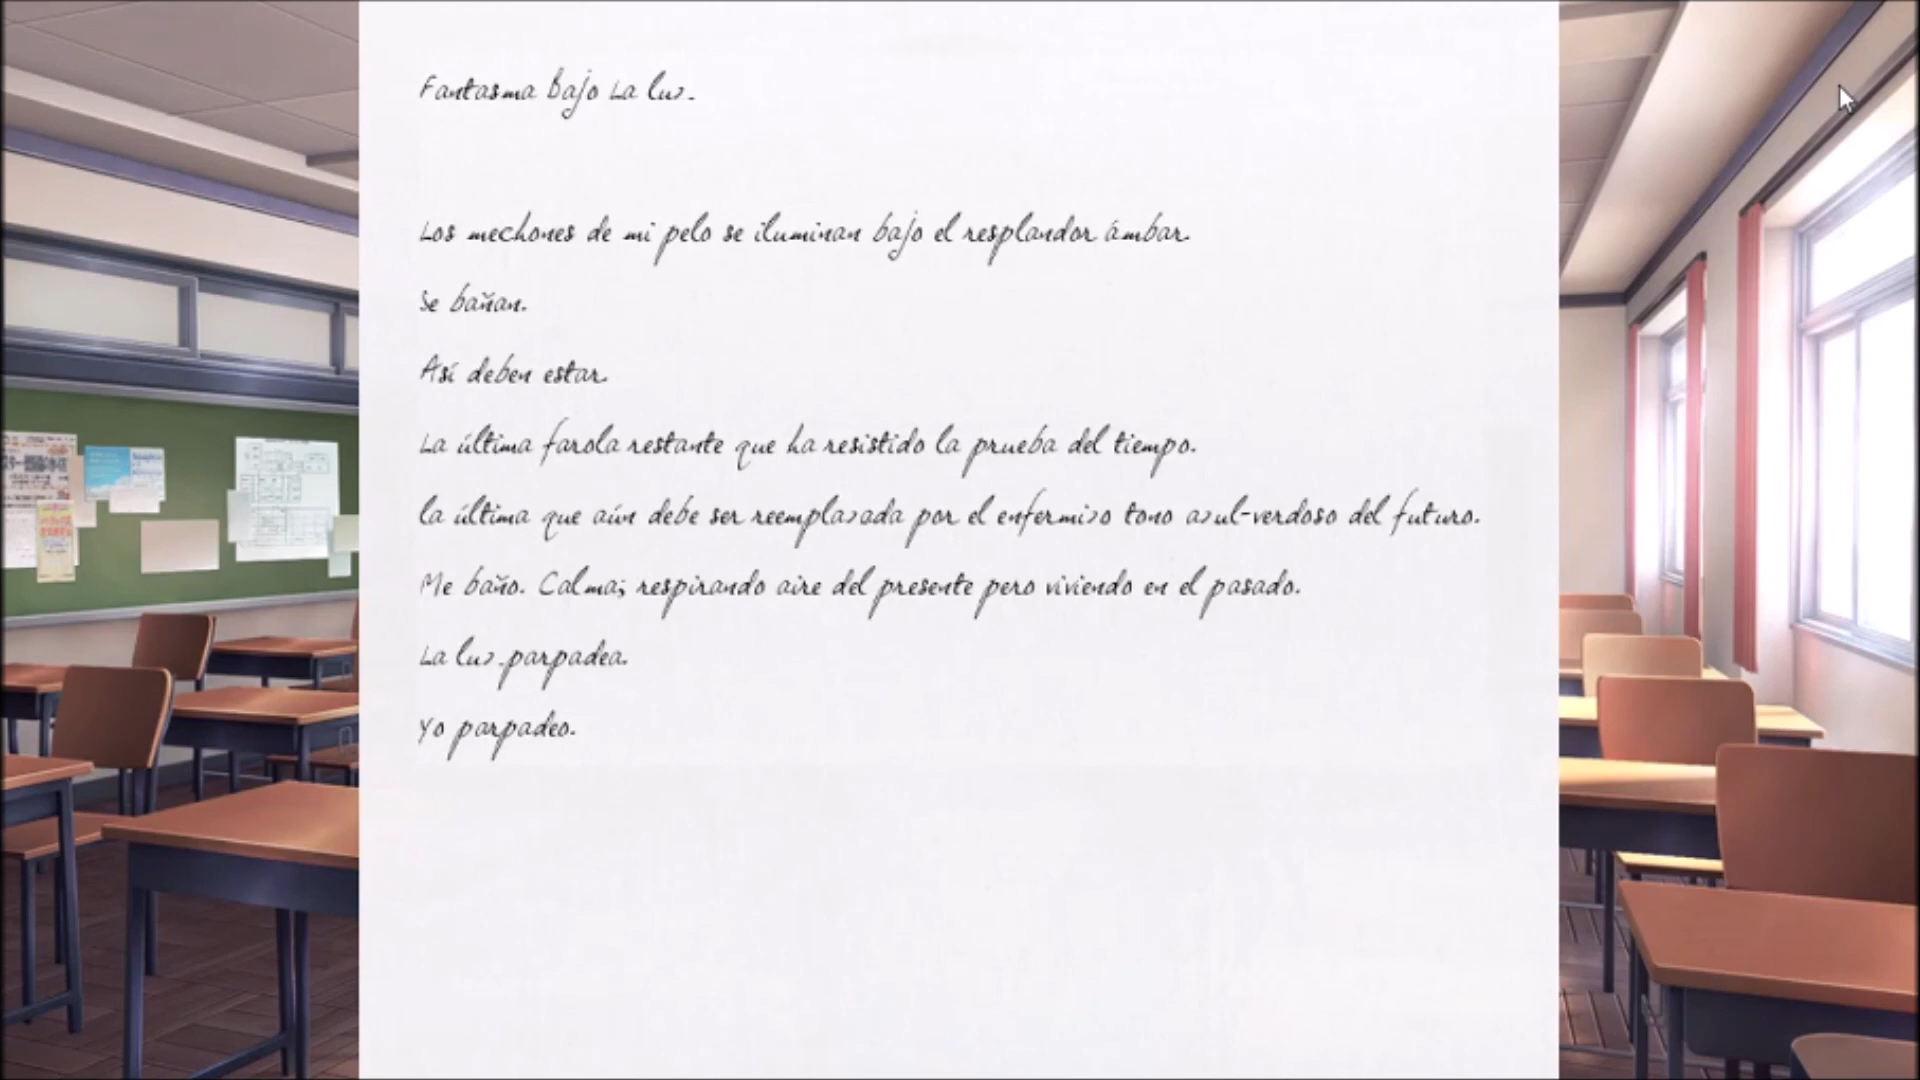 Fantasma bajo La luz.
Los mechones de mi pelo se iluminan bajo el resplandor ámbar.
Se bañan.
Así deben estar.
La última farola restante que ha resistido la prueba del tiempo.
la última que aún debe ser reemplazada por el enfermizo tono azul-verdoso del futuro.
Me baño. Calma; respirando aire del presente pero viviendo en el pasado.
La luz parpadea.
Yo parpadeo.